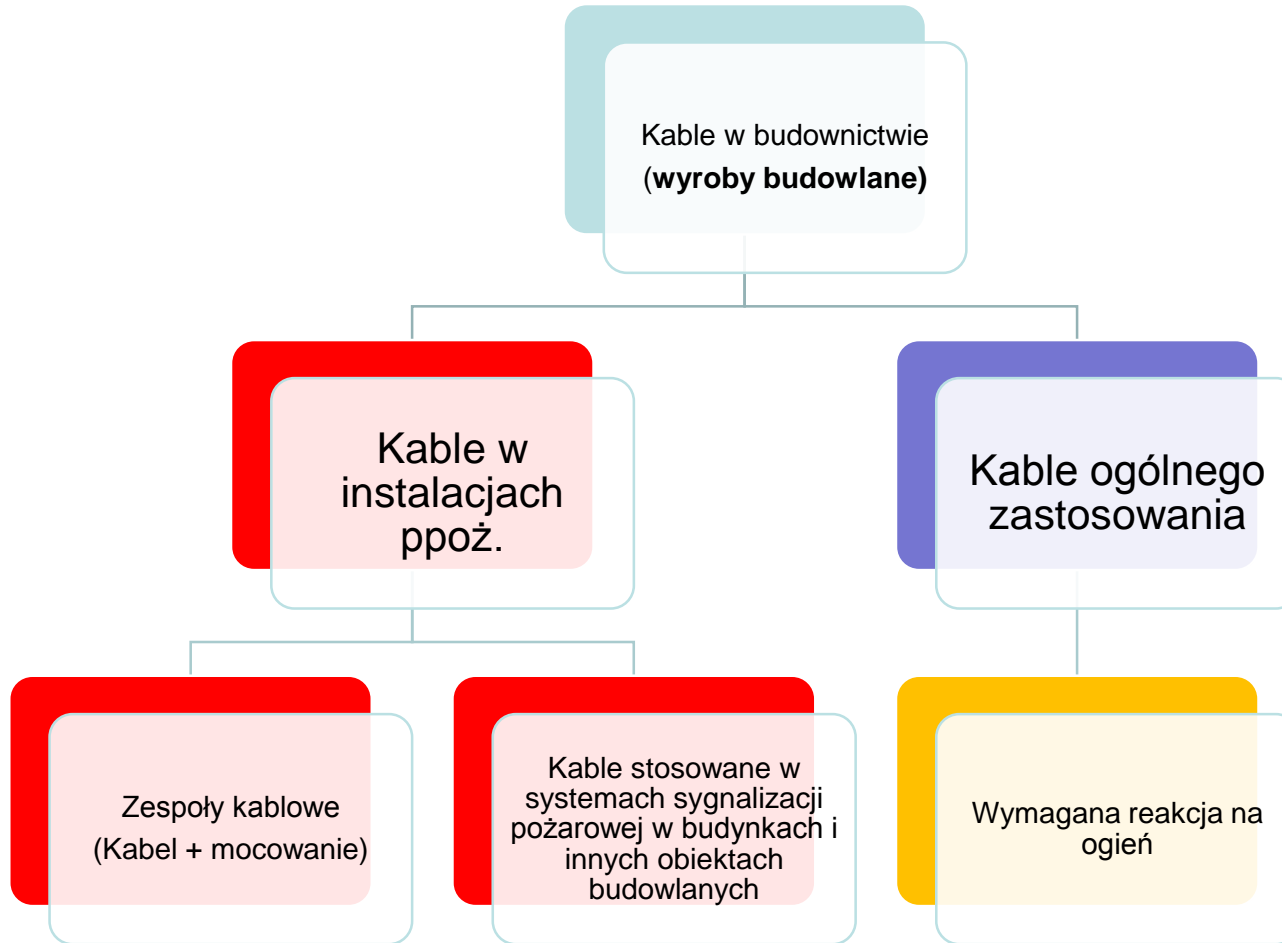 Kable w budownictwie
(wyroby budowlane)
Kable w
instalacjach
ppoż.
Kable ogólnego
zastosowania
Zespoły kablowe
(Kabel + mocowanie)
Kable stosowane w
systemach sygnalizacji
pożarowej w budynkach i
innych obiektach
budowlanych
Wymagana reakcja na
ogień